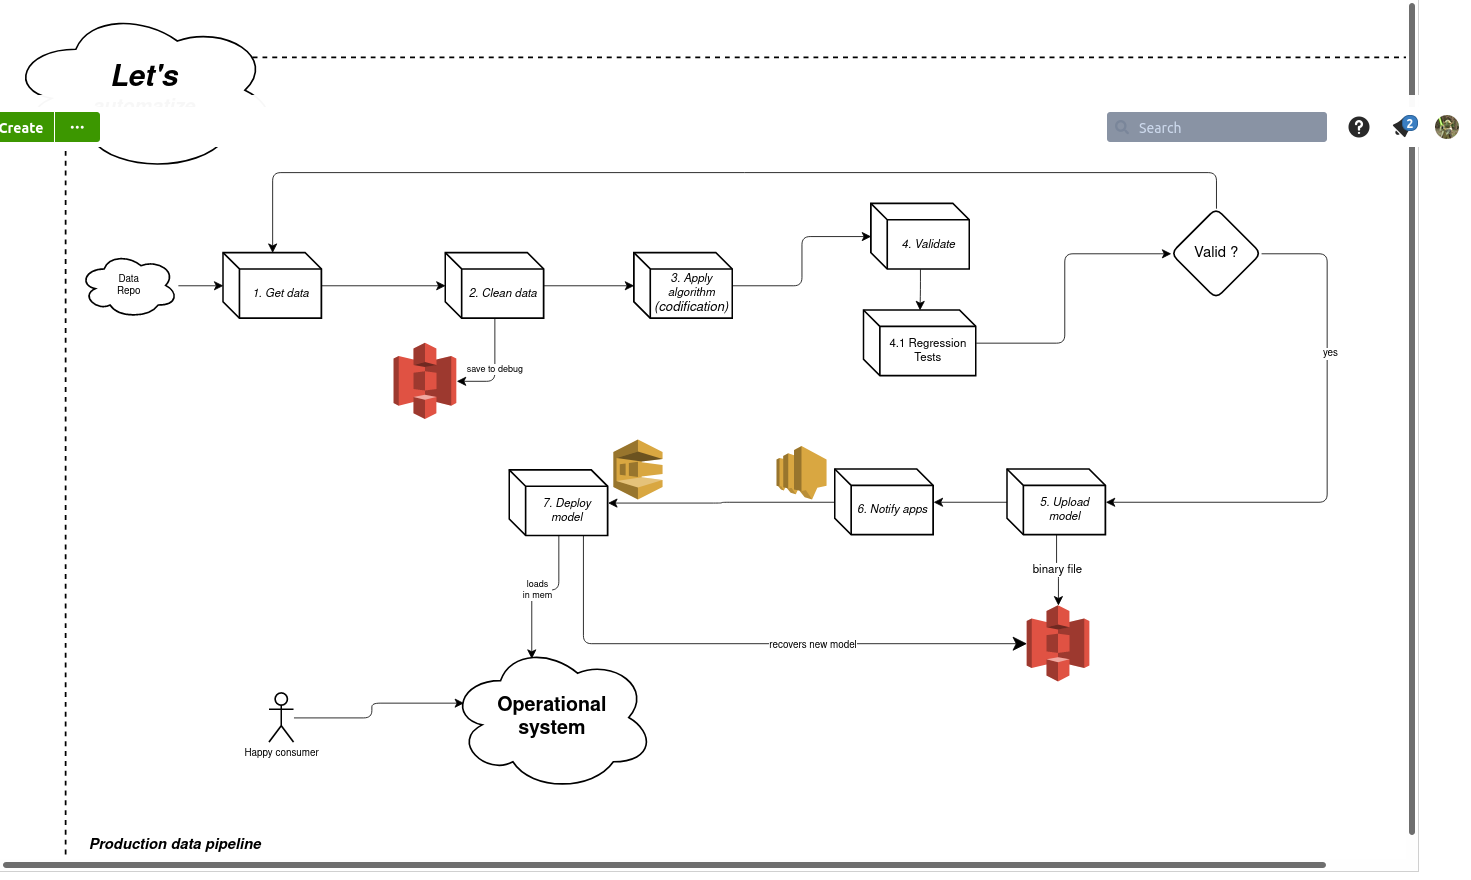 Let's
automatize
Create
...
Search
2
Data
Repo
1. Get data
2. Clean data
3. Apply
algorithm
(codification)
4. Validate
4.1 Regression
Tests
Valid ?
yes
save to debug
7. Deploy
model
6. Notify apps
5. Upload
model
binary file
loads
in mem
recovers new model
Operational
system
Happy consumer
Production data pipeline